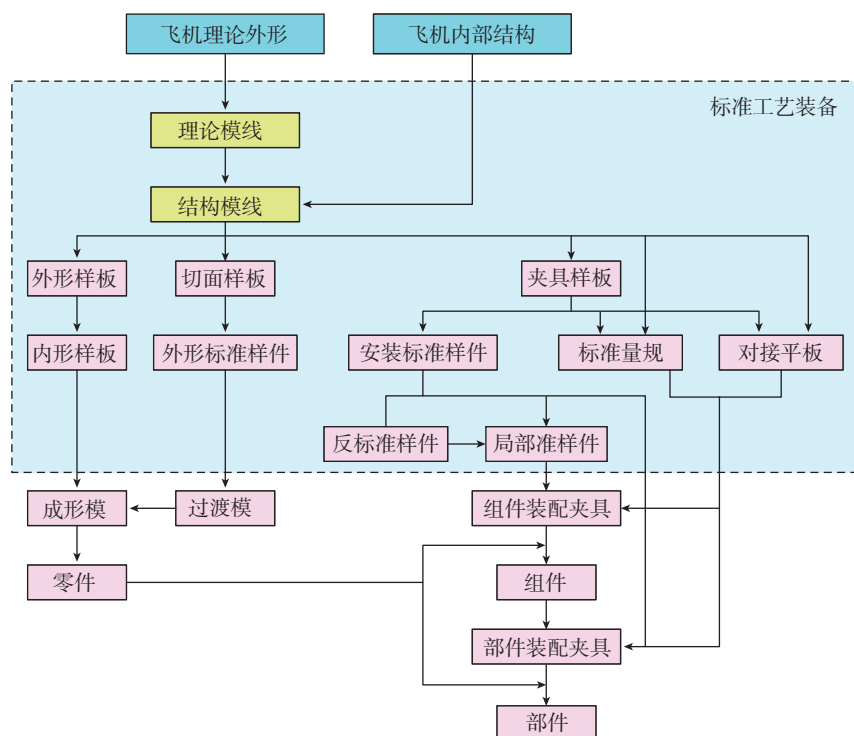 飞机理论外形
飞机内部结构
标准工艺装备
理论模线
结构模线
外形样板
切面样板
夹具样板
内形样板
外形标准样件
安装标准样件
标准量规
对接平板
反标准样件
局部准样件
成形模
过渡模
组件装配夹具
零件
组件
部件装配夹具
部件